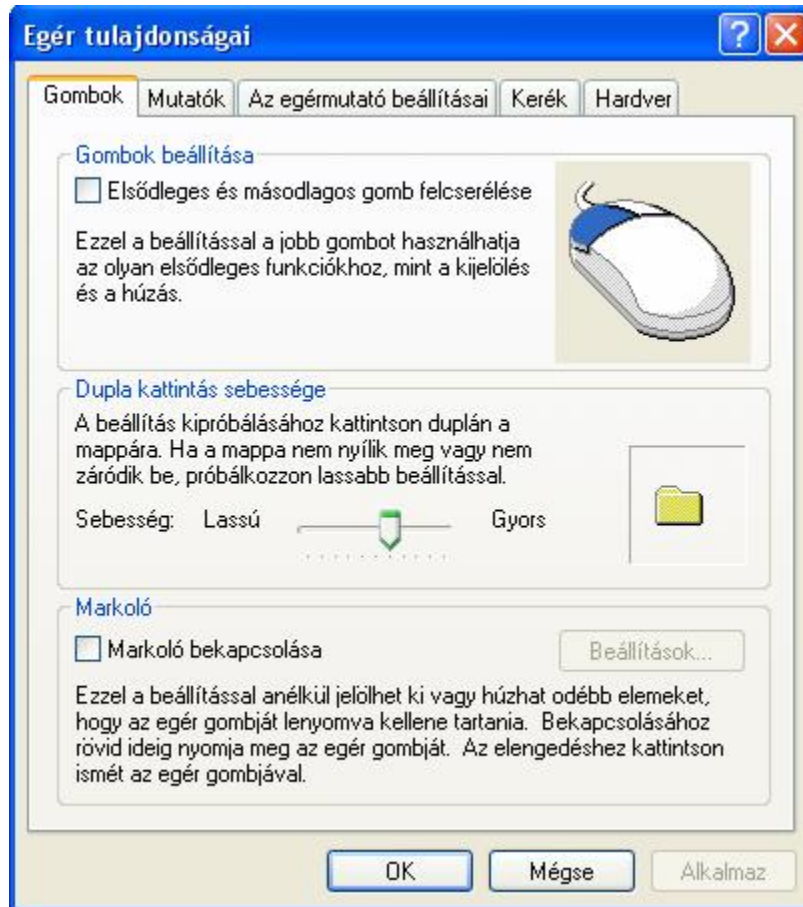 Egér tulajdonságai
Gombok
Mutatók
Az egérmutató beállításai
Kerék
Hardver
Gombok beállítása
Elsődleges és másodlagos gomb felcserélése
Ezzel a beállítással a jobb gombot használhatja
az olyan elsődleges funkciókhoz, mint a kijelölés
és a húzás.
Dupla kattintás sebessége
A beállítás kipróbálásához kattintson duplán a
mappára. Ha a mappa nem nyílik meg vagy nem
záródik be, próbálkozzon lassabb beállítással.
Sebesség: Lassú Gyors
Markoló
Markoló bekapcsolása
Beállítások...
Ezzel a beállítással anélkül jelölhet ki vagy húzhat odébb elemeket,
hogy az egér gombját lenyomva kellene tartania. Bekapcsolásához
rövid ideig nyomja meg az egér gombját. Az elengedéshez kattintson
ismét az egér gombjával.
OK
Mégse
Alkalmaz